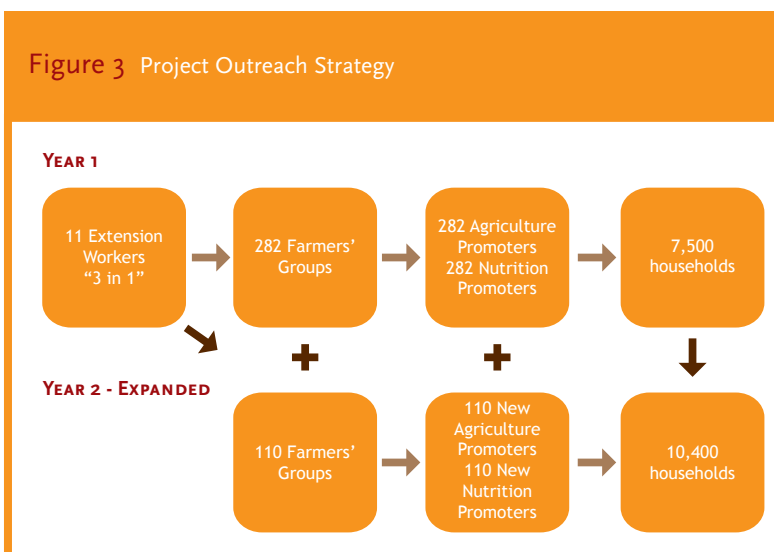 Figure 3 Project Outreach Strategy
YEAR 1
11 Extension
Workers
“3 in 1”
282 Farmers’
Groups
282 Agriculture
Promoters
282 Nutrition
Promoters
7,500
households
YEAR 2 - EXPANDED
110 Farmers’
Groups
110 New
Agriculture
Promoters
110 New
Nutrition
Promoters
10,400
households